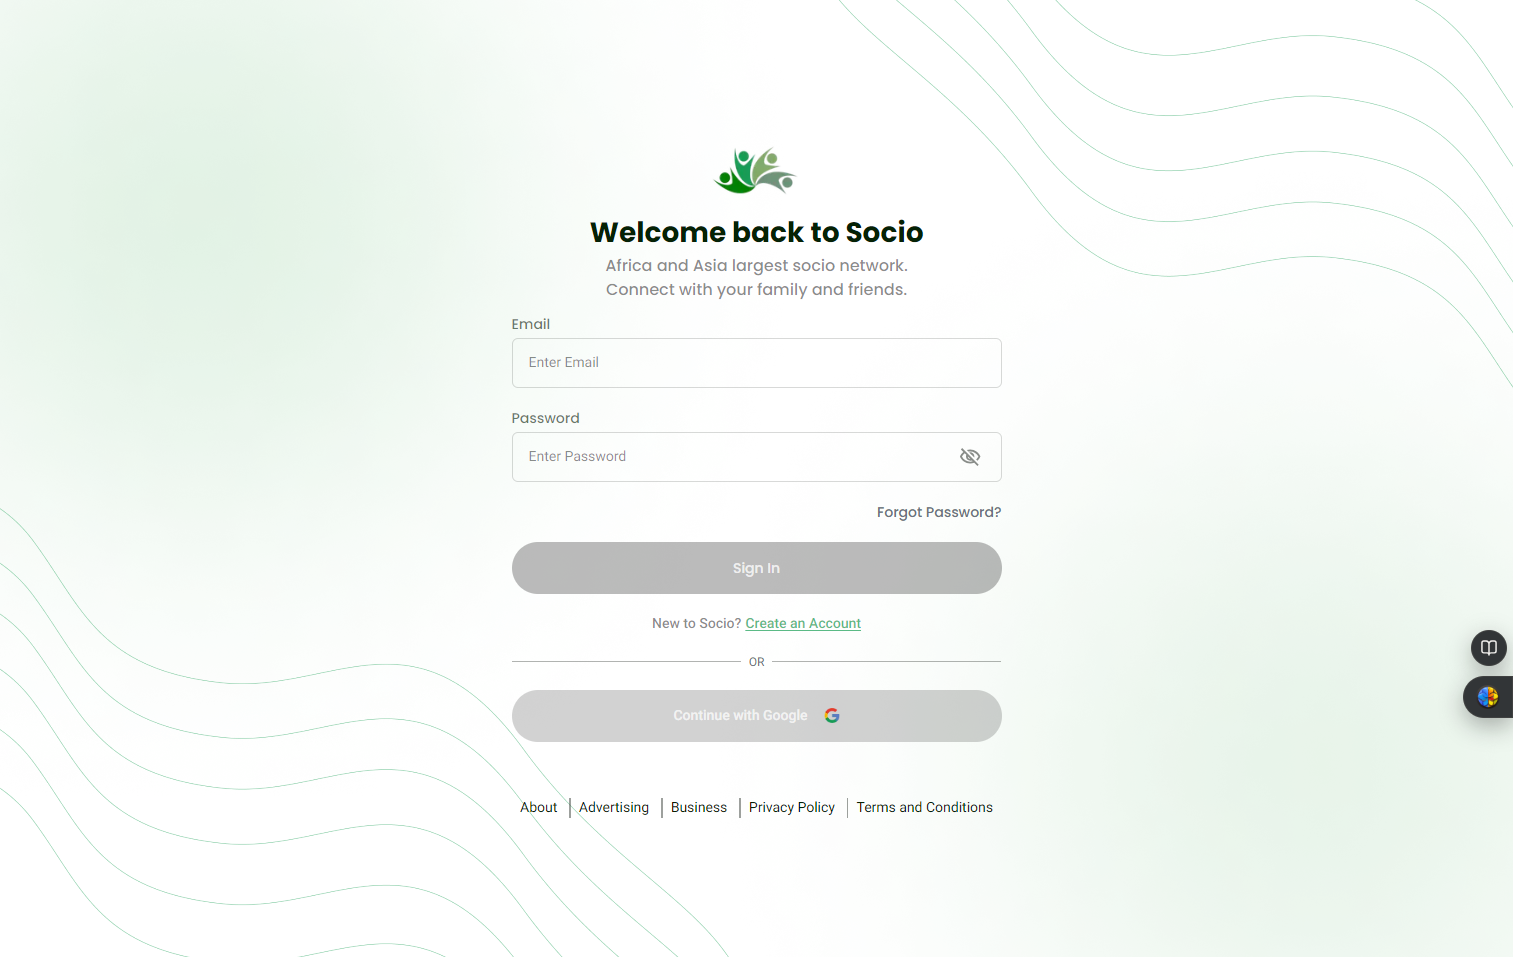 Welcome back to Socio
Africa and Asia largest socio network.
Connect with your family and friends.
Email
Enter Email
Password
Enter Password
Forgot Password?
Sign In
New to Socio? Create an Account
OR
Continue with Google
About
Advertising
Business
Privacy Policy
Terms and Conditions